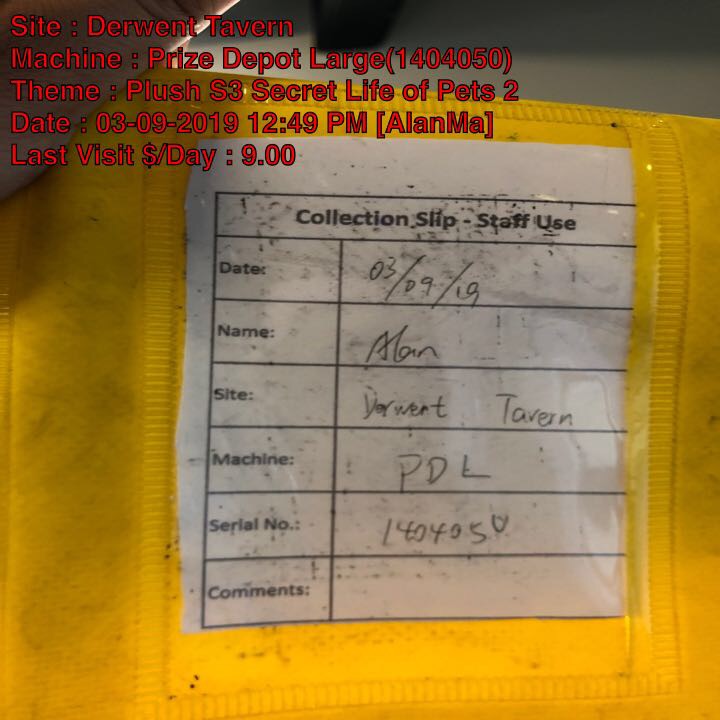 Site : Derwent Tavern
Machine : Prize Depot Large(1404050)
Theme : Plush S3 Secret Life of Pets 2
Date : 03-09-2019 12:49 PM [AlanMa]
Last Visit $/Day : 9.00
Collection Slip - Staff Use
Date: 03/09/19
Name: Alan
Site: Derwent Tavern
Machine: PDL
Serial No.: 1404050
Comments: